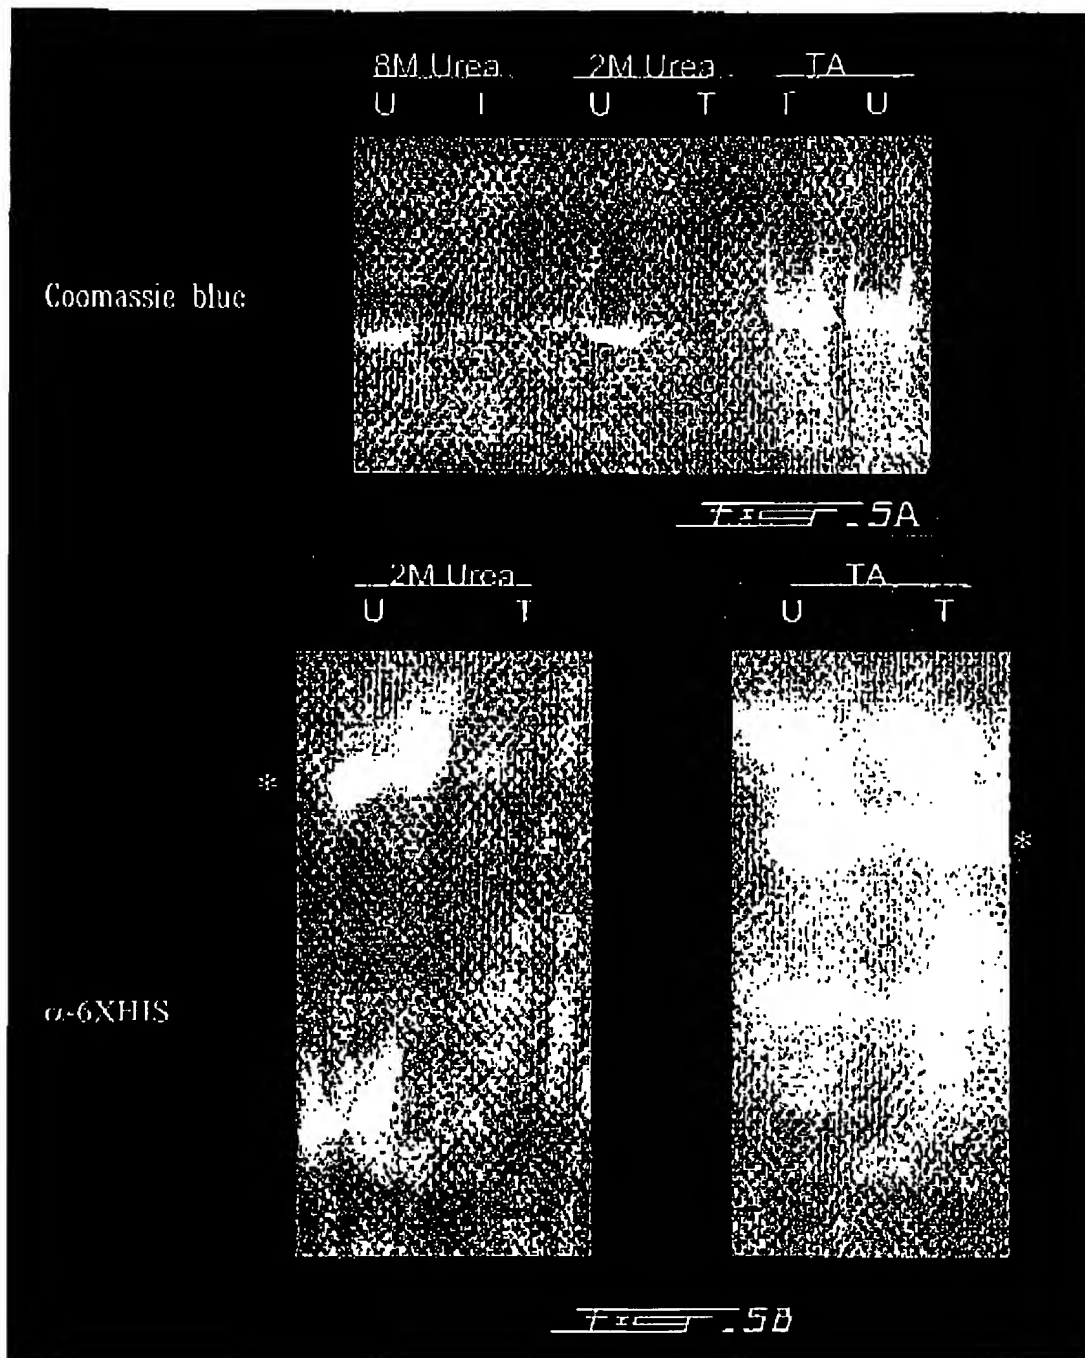 8M Urea 2M Urea TA
U T U T T U
Coomassie blue
Fig. 5A
2M Urea TA
U T U T
*
*
α-6XHIS
Fig. 5B